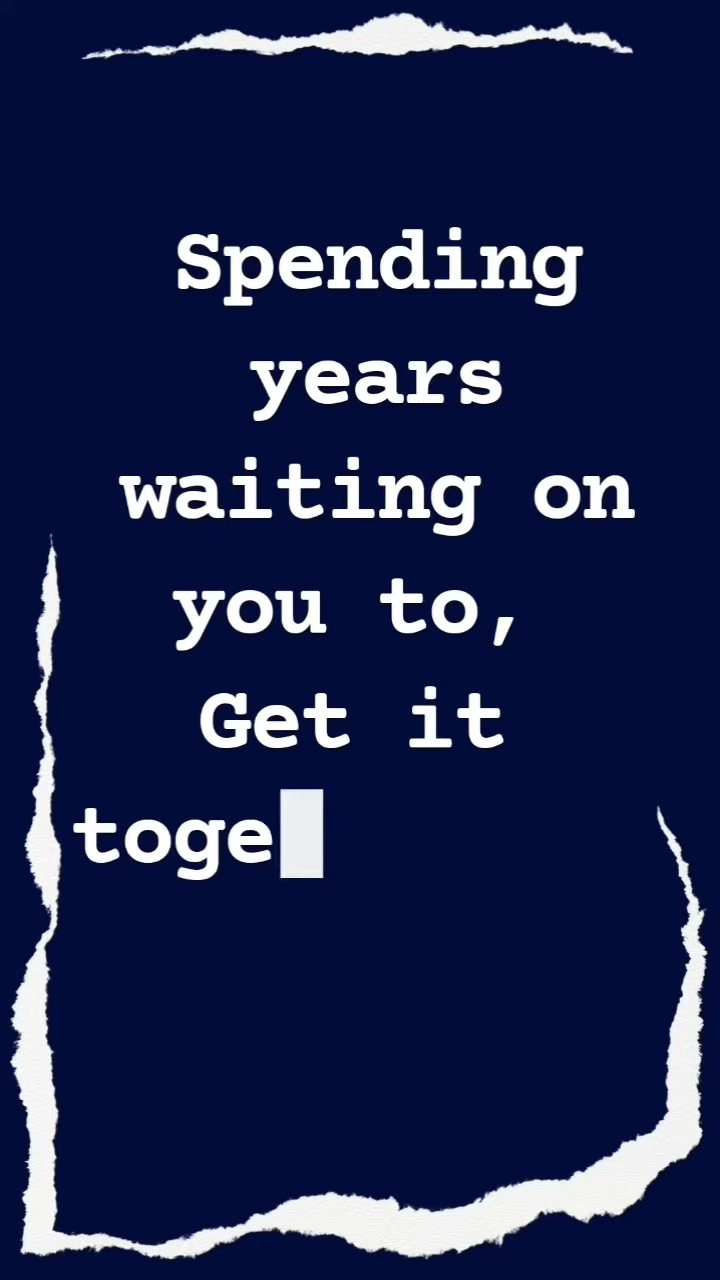 Spending
years
waiting on
you to,
Get it
toge